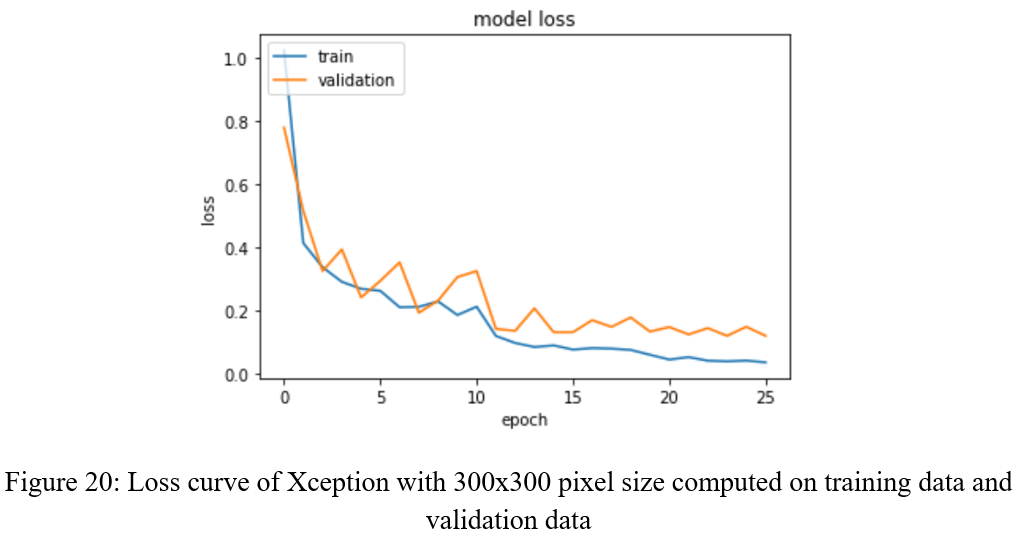 model loss
train
validation
1.0
0.8
0.6
0.4
0.2
0.0
loss
0 5 10 15 20 25
epoch
Figure 20: Loss curve of Xception with 300x300 pixel size computed on training data and
validation data